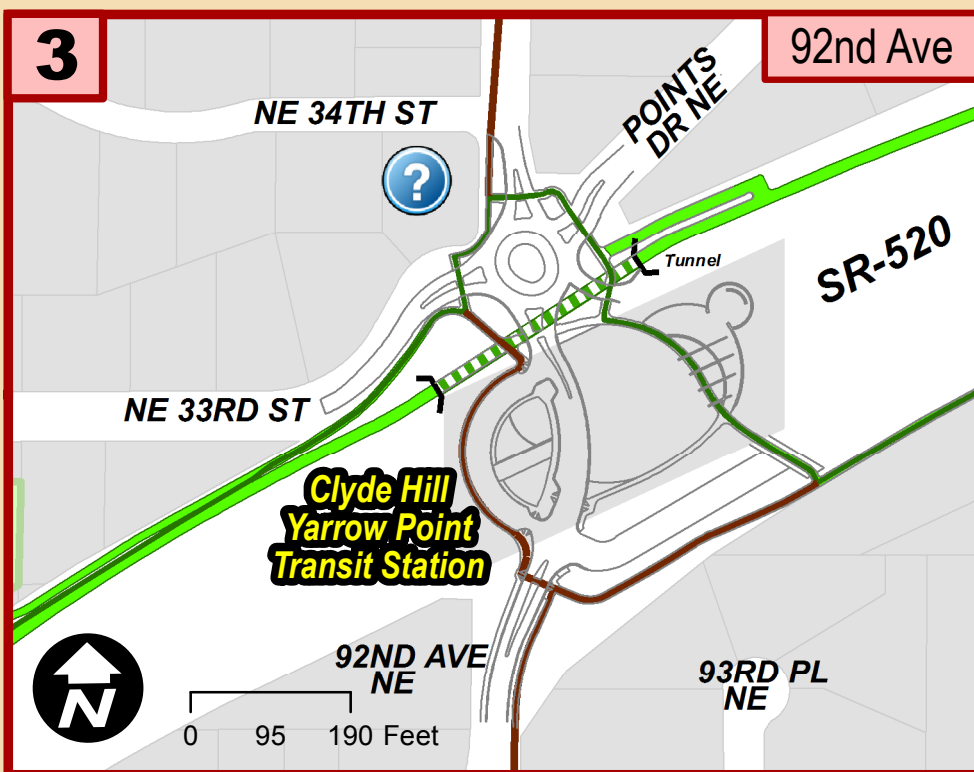 3
92nd Ave
NE 34TH ST
POINTS
DR NE
?
Tunnel
SR-520
NE 33RD ST
Clyde Hill
Yarrow Point
Transit Station
92ND AVE
NE
93RD PL
NE
N
0 95 190 Feet